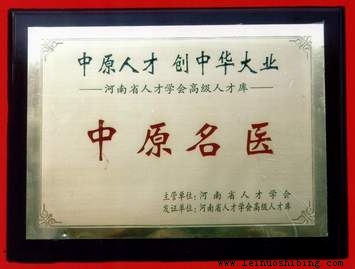 中原人才 创中华大业
——河南省人才学会高级人才库——
中原名医
主管单位：河南省人才学会
发证单位：河南省人才学会高级人才库
www.leinuoshibing.com